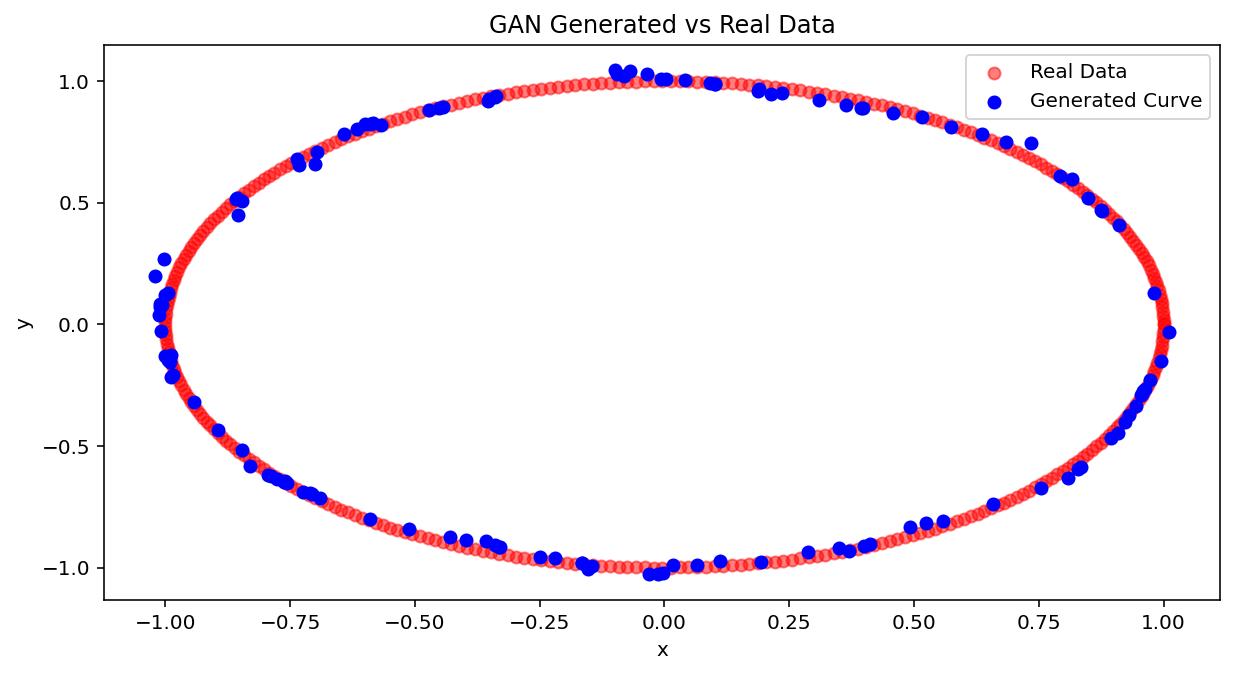 GAN Generated vs Real Data
Real Data
Generated Curve
1.0
0.5
0.0
−0.5
−1.0
y
−1.00 −0.75 −0.50 −0.25 0.00 0.25 0.50 0.75 1.00
x